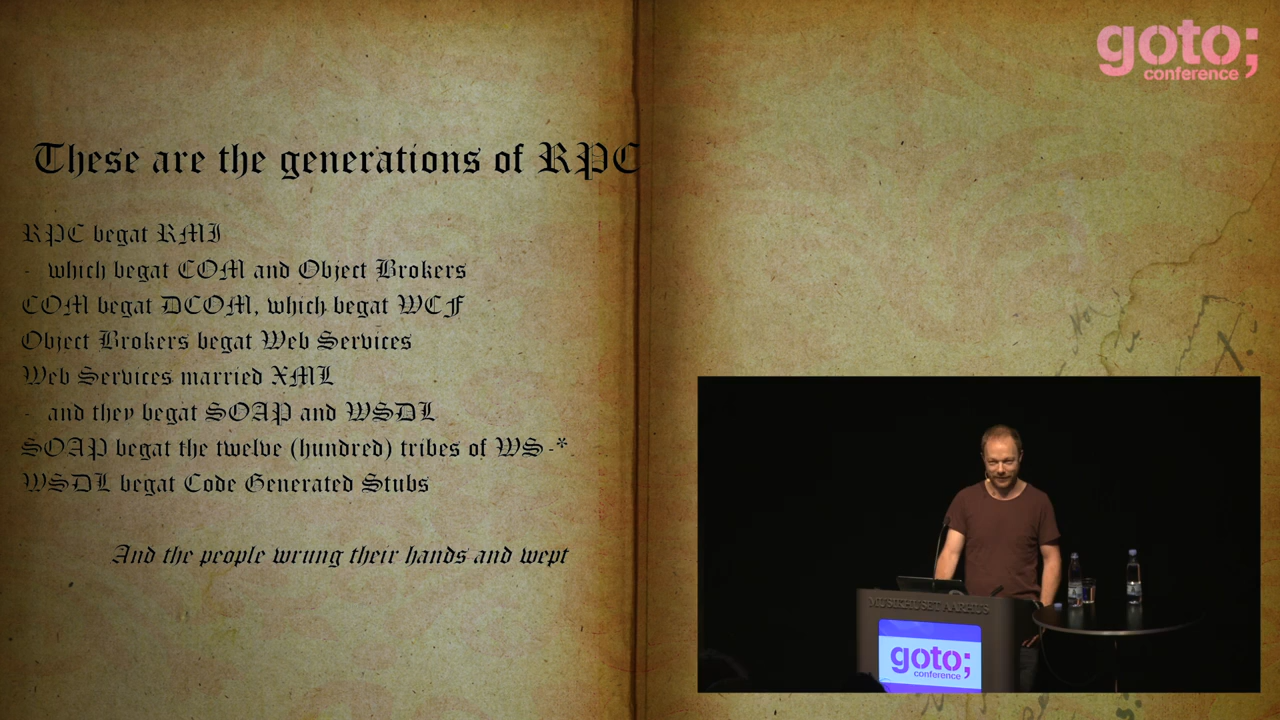 goto;
conference
These are the generations of RPC
RPC begat RMI
- which begat COM and Object Brokers
COM begat DCOM, which begat WCF
Object Brokers begat Web Services
Web Services married XML
- and they begat SOAP and WSDL
SOAP begat the twelve (hundred) tribes of WS-*.
WSDL begat Code Generated Stubs
And the people wrung their hands and wept
MUSIKHUSET AARHUS
goto;
conference